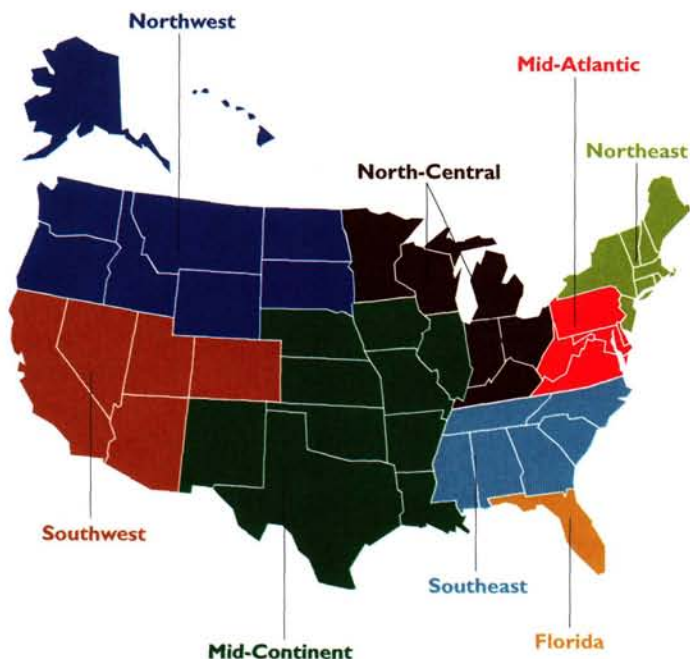 Northwest
Mid-Atlantic
Northeast
North-Central
Southwest
Southeast
Florida
Mid-Continent